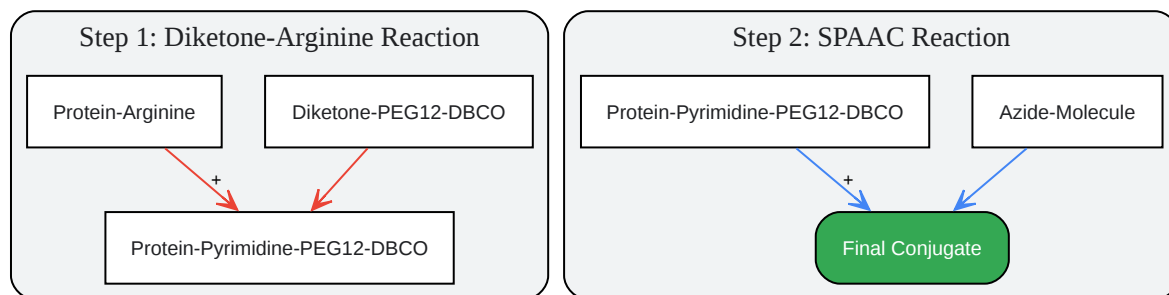 Step 1: Diketone-Arginine Reaction
Protein-Arginine
Diketone-PEG12-DBCO
+
Protein-Pyrimidine-PEG12-DBCO
Step 2: SPAAC Reaction
Protein-Pyrimidine-PEG12-DBCO
Azide-Molecule
+
Final Conjugate